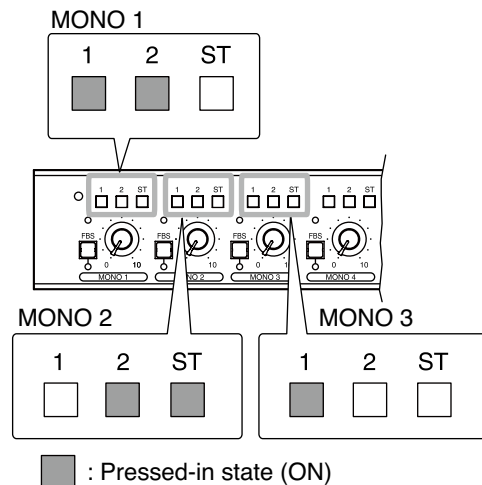 MONO 1
1 2 ST
1 2 ST 1 2 ST 1 2 ST 1 2 ST
FBS FBS FBS FBS
0 10 0 10 0 1 0 10
MONO 1 NO 2 MONO 3 MONO 4
MONO 2
1 2 ST
MONO 3
1 2 ST
: Pressed-in state (ON)